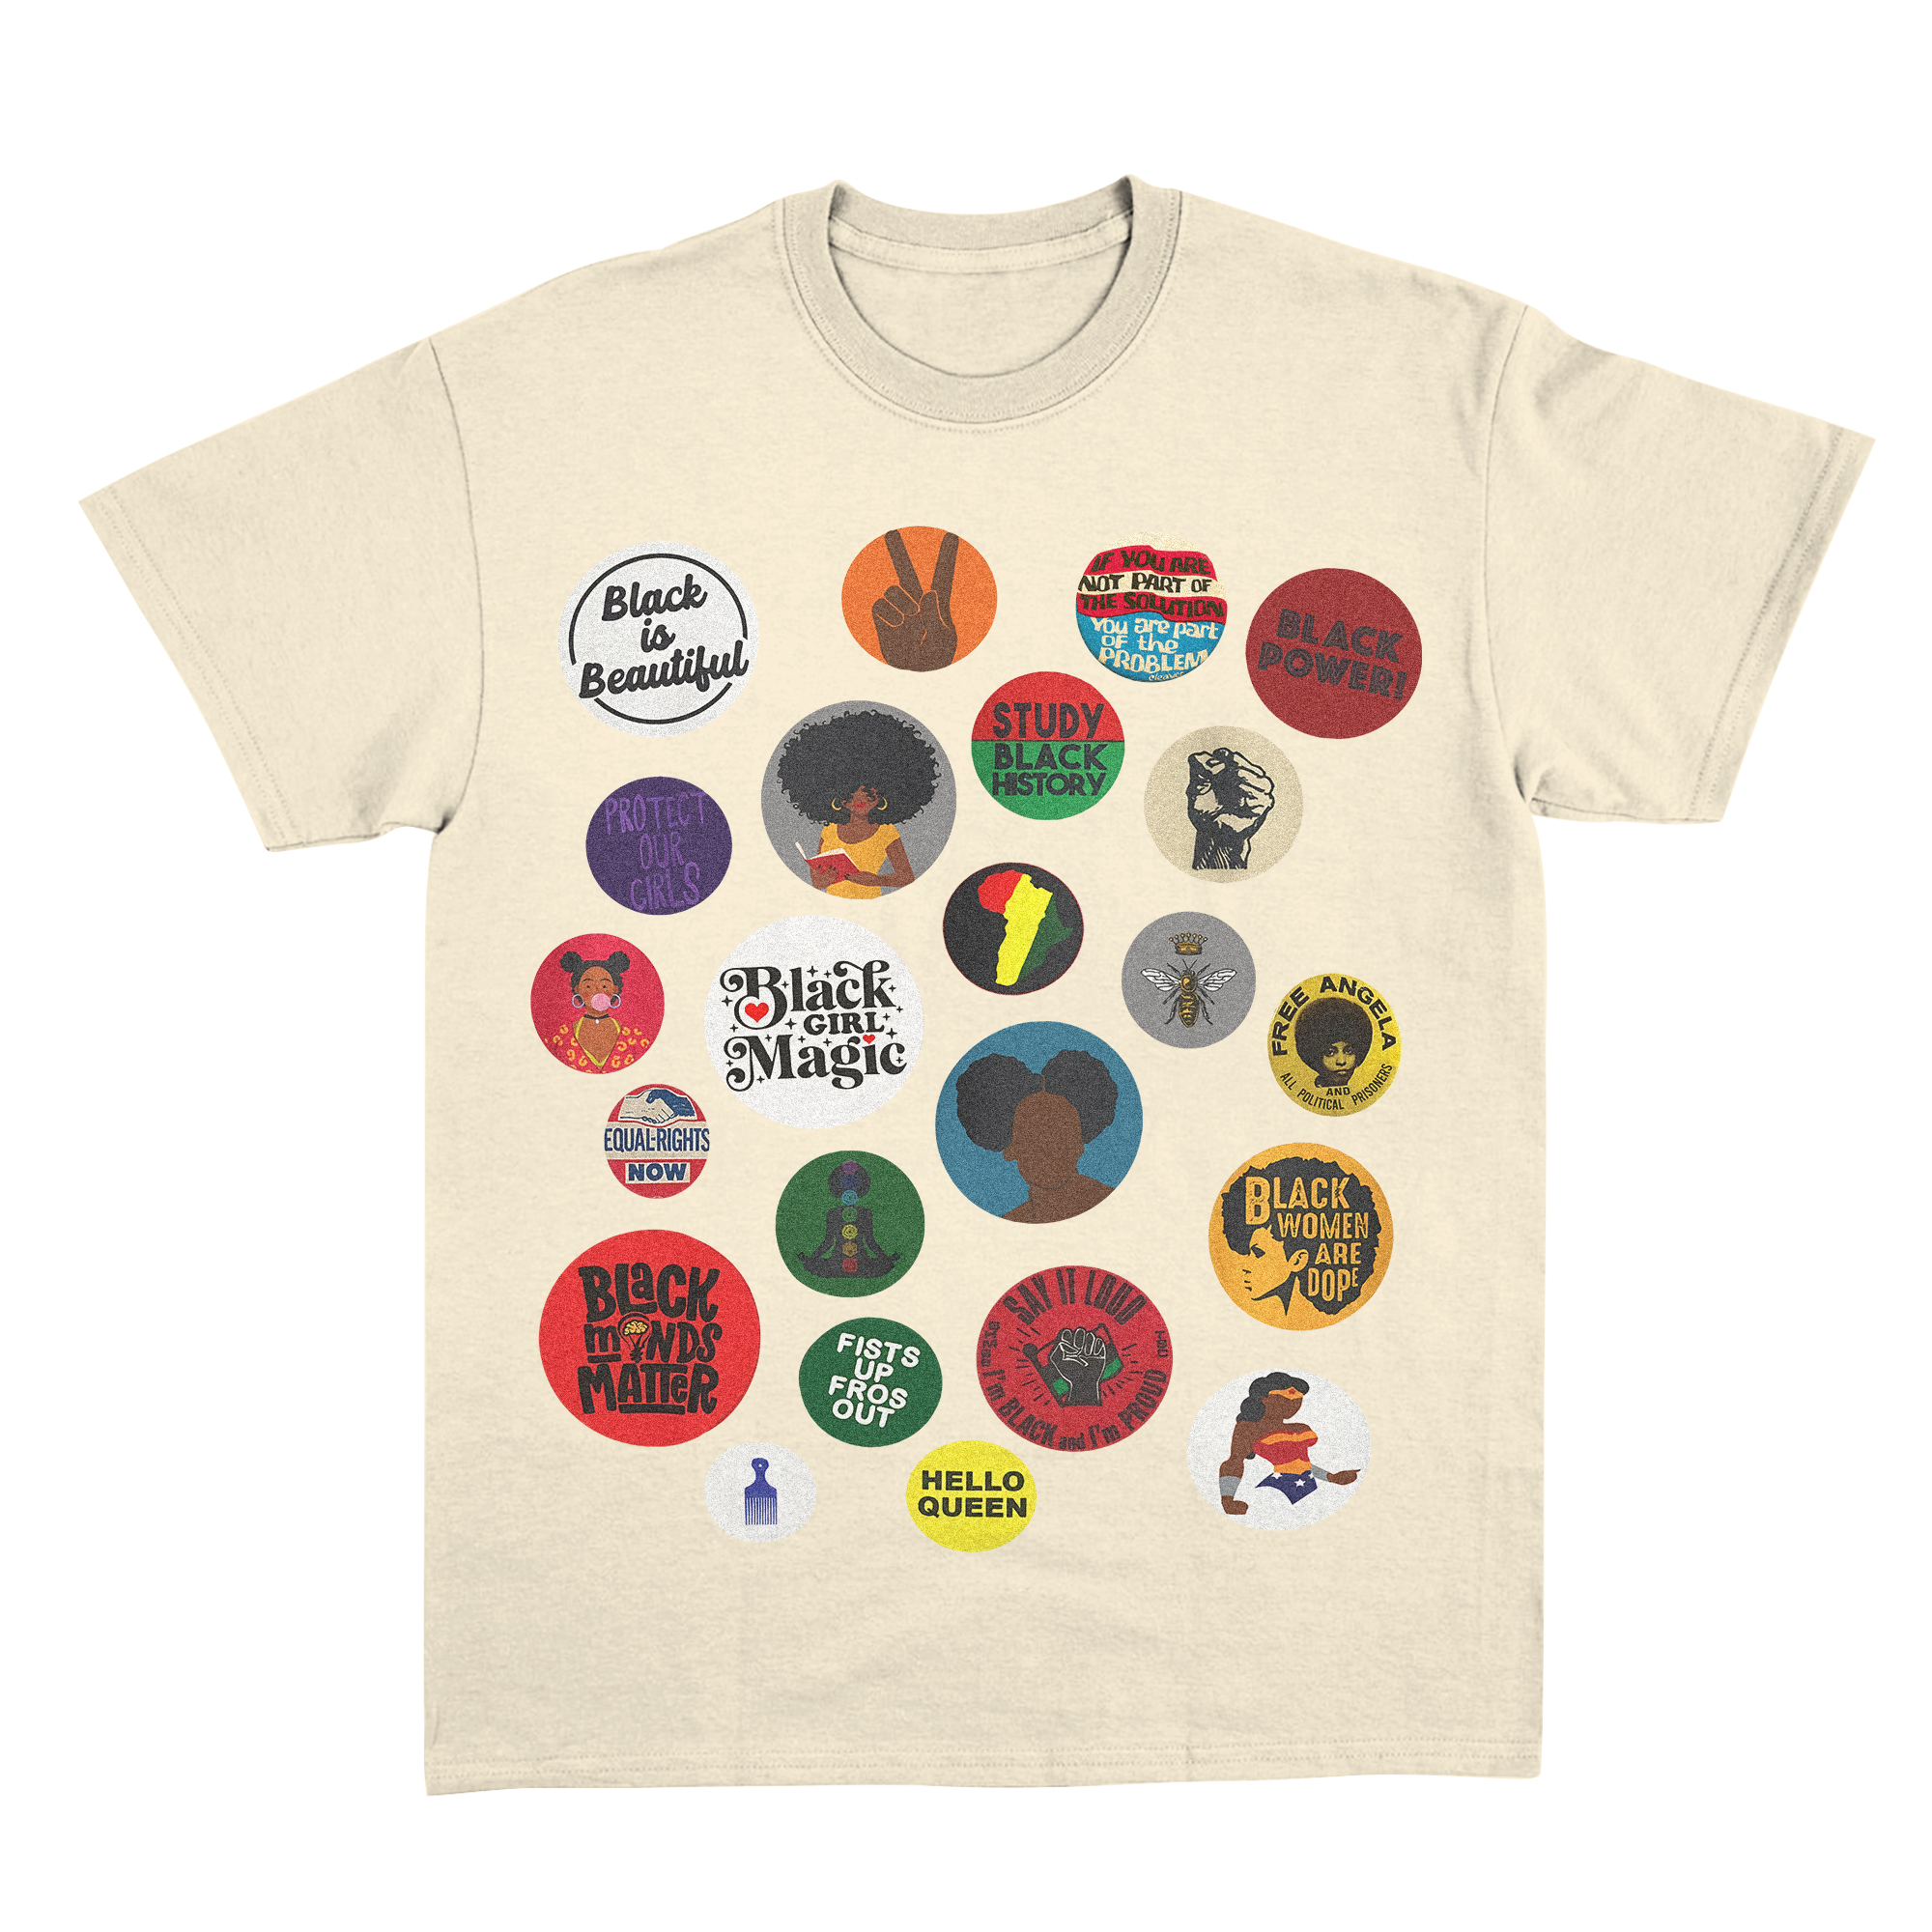 Black
is
Beautiful
IF YOU ARE
NOT PART OF
THE SOLUTION
You are part
OF the
PROBLEM
cleaver
BLACK
POWER!
STUDY
BLACK
HISTORY
PROTECT
OUR
GIRLS
Black
GIRL
Magic
FREE ANGELA
AND
ALL POLITICAL PRISONERS
EQUAL-RIGHTS
NOW
BLACK
WOMEN
ARE
DOPE
BLaCK
MINDS
MATTeR
FISTS
UP
FROS
OUT
SAY IT LOUD
I'm BLACK and I'm PROUD
HELLO
QUEEN